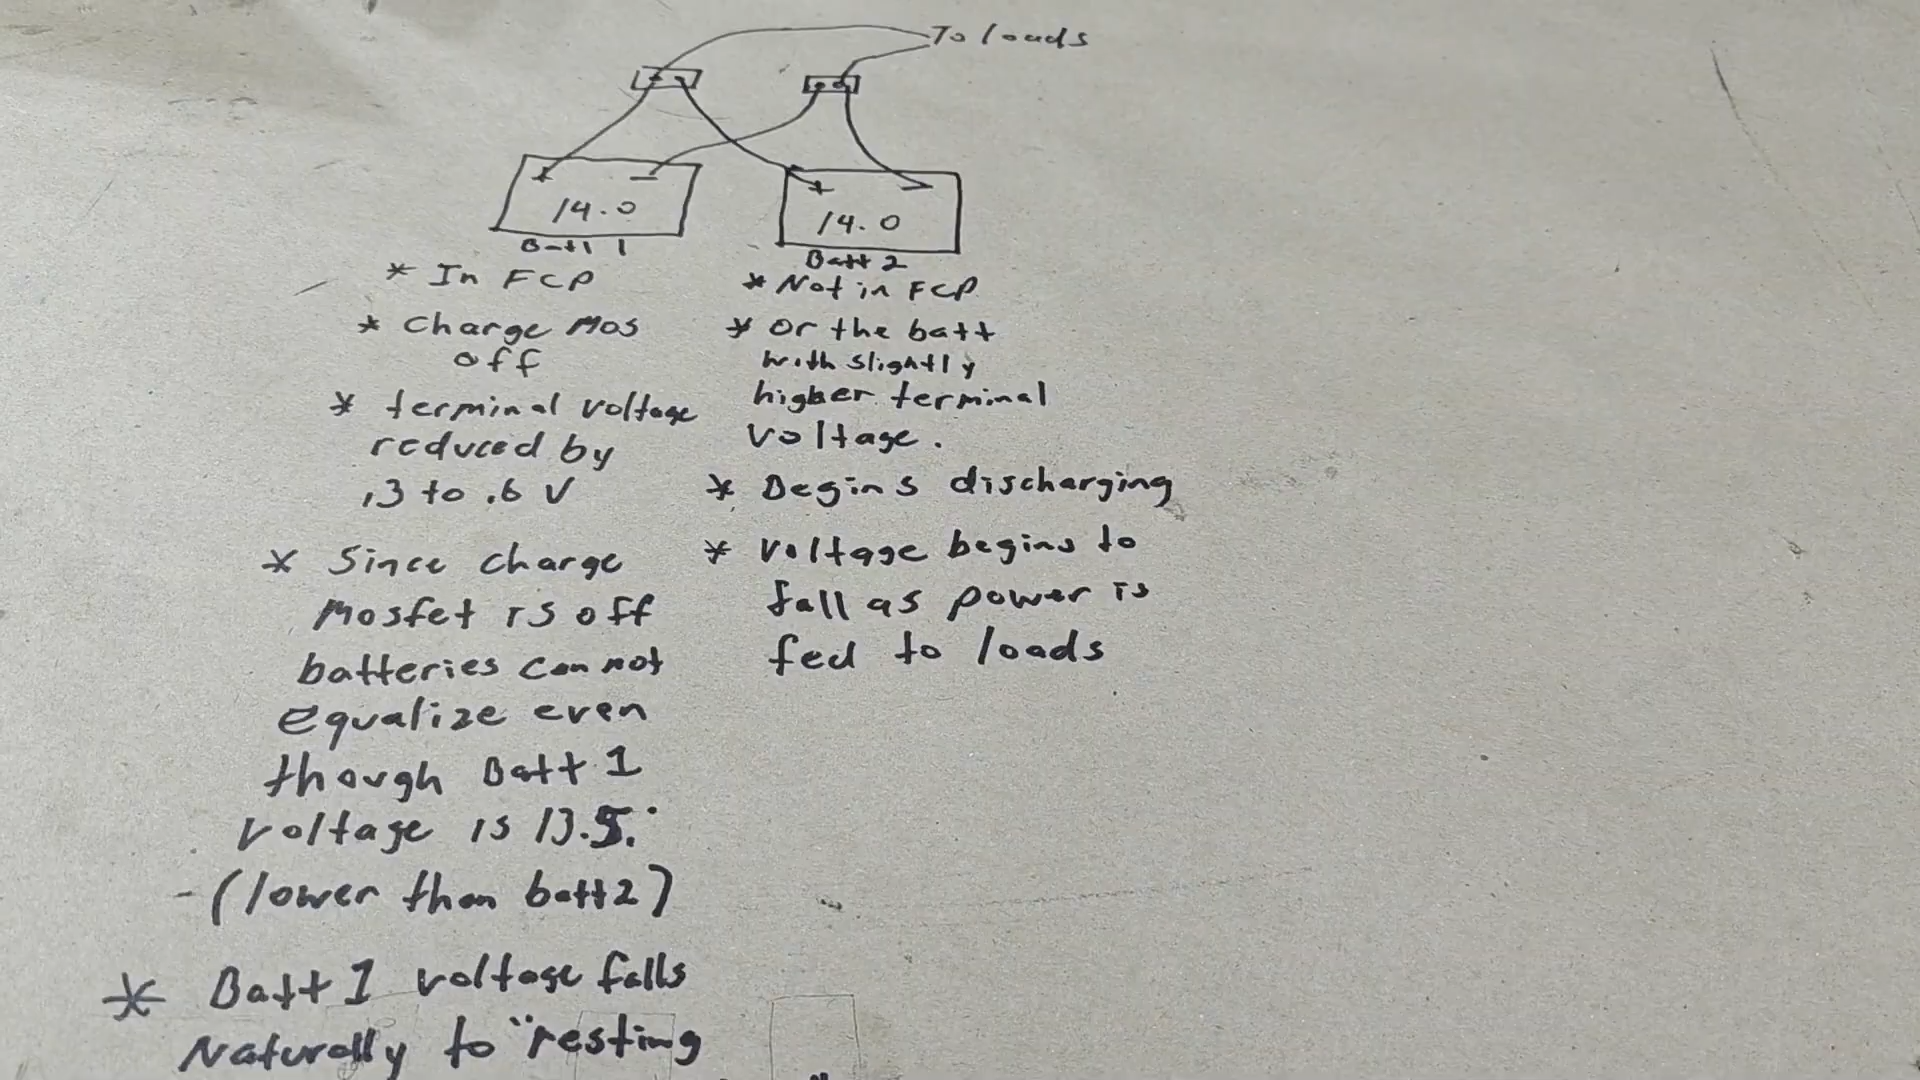 To loads
+ -
14.0
Batt 1
+ -
14.0
Batt 2
* In FCP
* Charge Mos
off
* terminal voltage
reduced by
.3 to .6 V
* Since charge
Mosfet is off
batteries can not
equalize even
though Batt 1
voltage is 13.5.
- (lower than batt2)
* Batt 1 voltage falls
Naturally to "resting
* Not in FCP
* or the batt
with slightly
higher terminal
voltage.
* Begins discharging
* voltage begins to
fall as power is
fed to loads